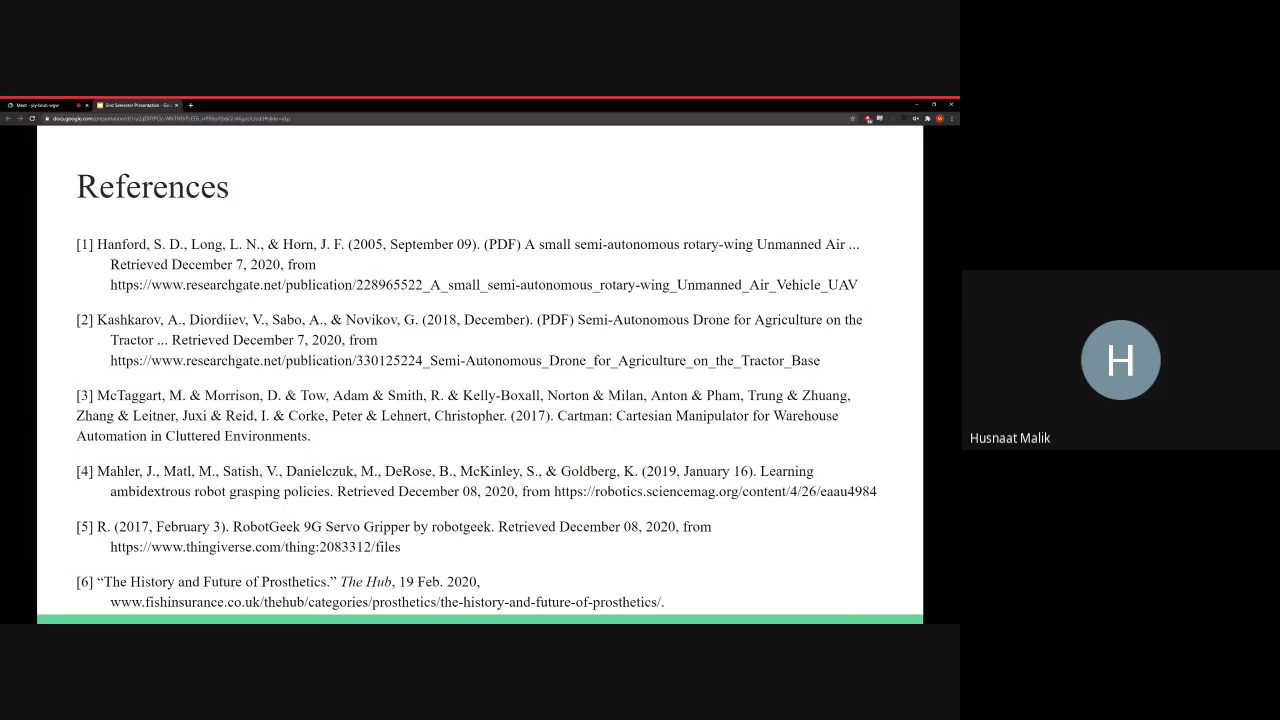 Meet - yiy-brub-wgw
End Semester Presentation - Go
References
[1] Hanford, S. D., Long, L. N., & Horn, J. F. (2005, September 09). (PDF) A small semi-autonomous rotary-wing Unmanned Air ...
Retrieved December 7, 2020, from
https://www.researchgate.net/publication/228965522_A_small_semi-autonomous_rotary-wing_Unmanned_Air_Vehicle_UAV
[2] Kashkarov, A., Diordiiev, V., Sabo, A., & Novikov, G. (2018, December). (PDF) Semi-Autonomous Drone for Agriculture on the
Tractor ... Retrieved December 7, 2020, from
https://www.researchgate.net/publication/330125224_Semi-Autonomous_Drone_for_Agriculture_on_the_Tractor_Base
[3] McTaggart, M. & Morrison, D. & Tow, Adam & Smith, R. & Kelly-Boxall, Norton & Milan, Anton & Pham, Trung & Zhuang,
Zhang & Leitner, Juxi & Reid, I. & Corke, Peter & Lehnert, Christopher. (2017). Cartman: Cartesian Manipulator for Warehouse
Automation in Cluttered Environments.
[4] Mahler, J., Matl, M., Satish, V., Danielczuk, M., DeRose, B., McKinley, S., & Goldberg, K. (2019, January 16). Learning
ambidextrous robot grasping policies. Retrieved December 08, 2020, from https://robotics.sciencemag.org/content/4/26/eaau4984
[5] R. (2017, February 3). RobotGeek 9G Servo Gripper by robotgeek. Retrieved December 08, 2020, from
https://www.thingiverse.com/thing:2083312/files
[6] “The History and Future of Prosthetics.” The Hub, 19 Feb. 2020,
www.fishinsurance.co.uk/thehub/categories/prosthetics/the-history-and-future-of-prosthetics/.
H
Husnaat Malik